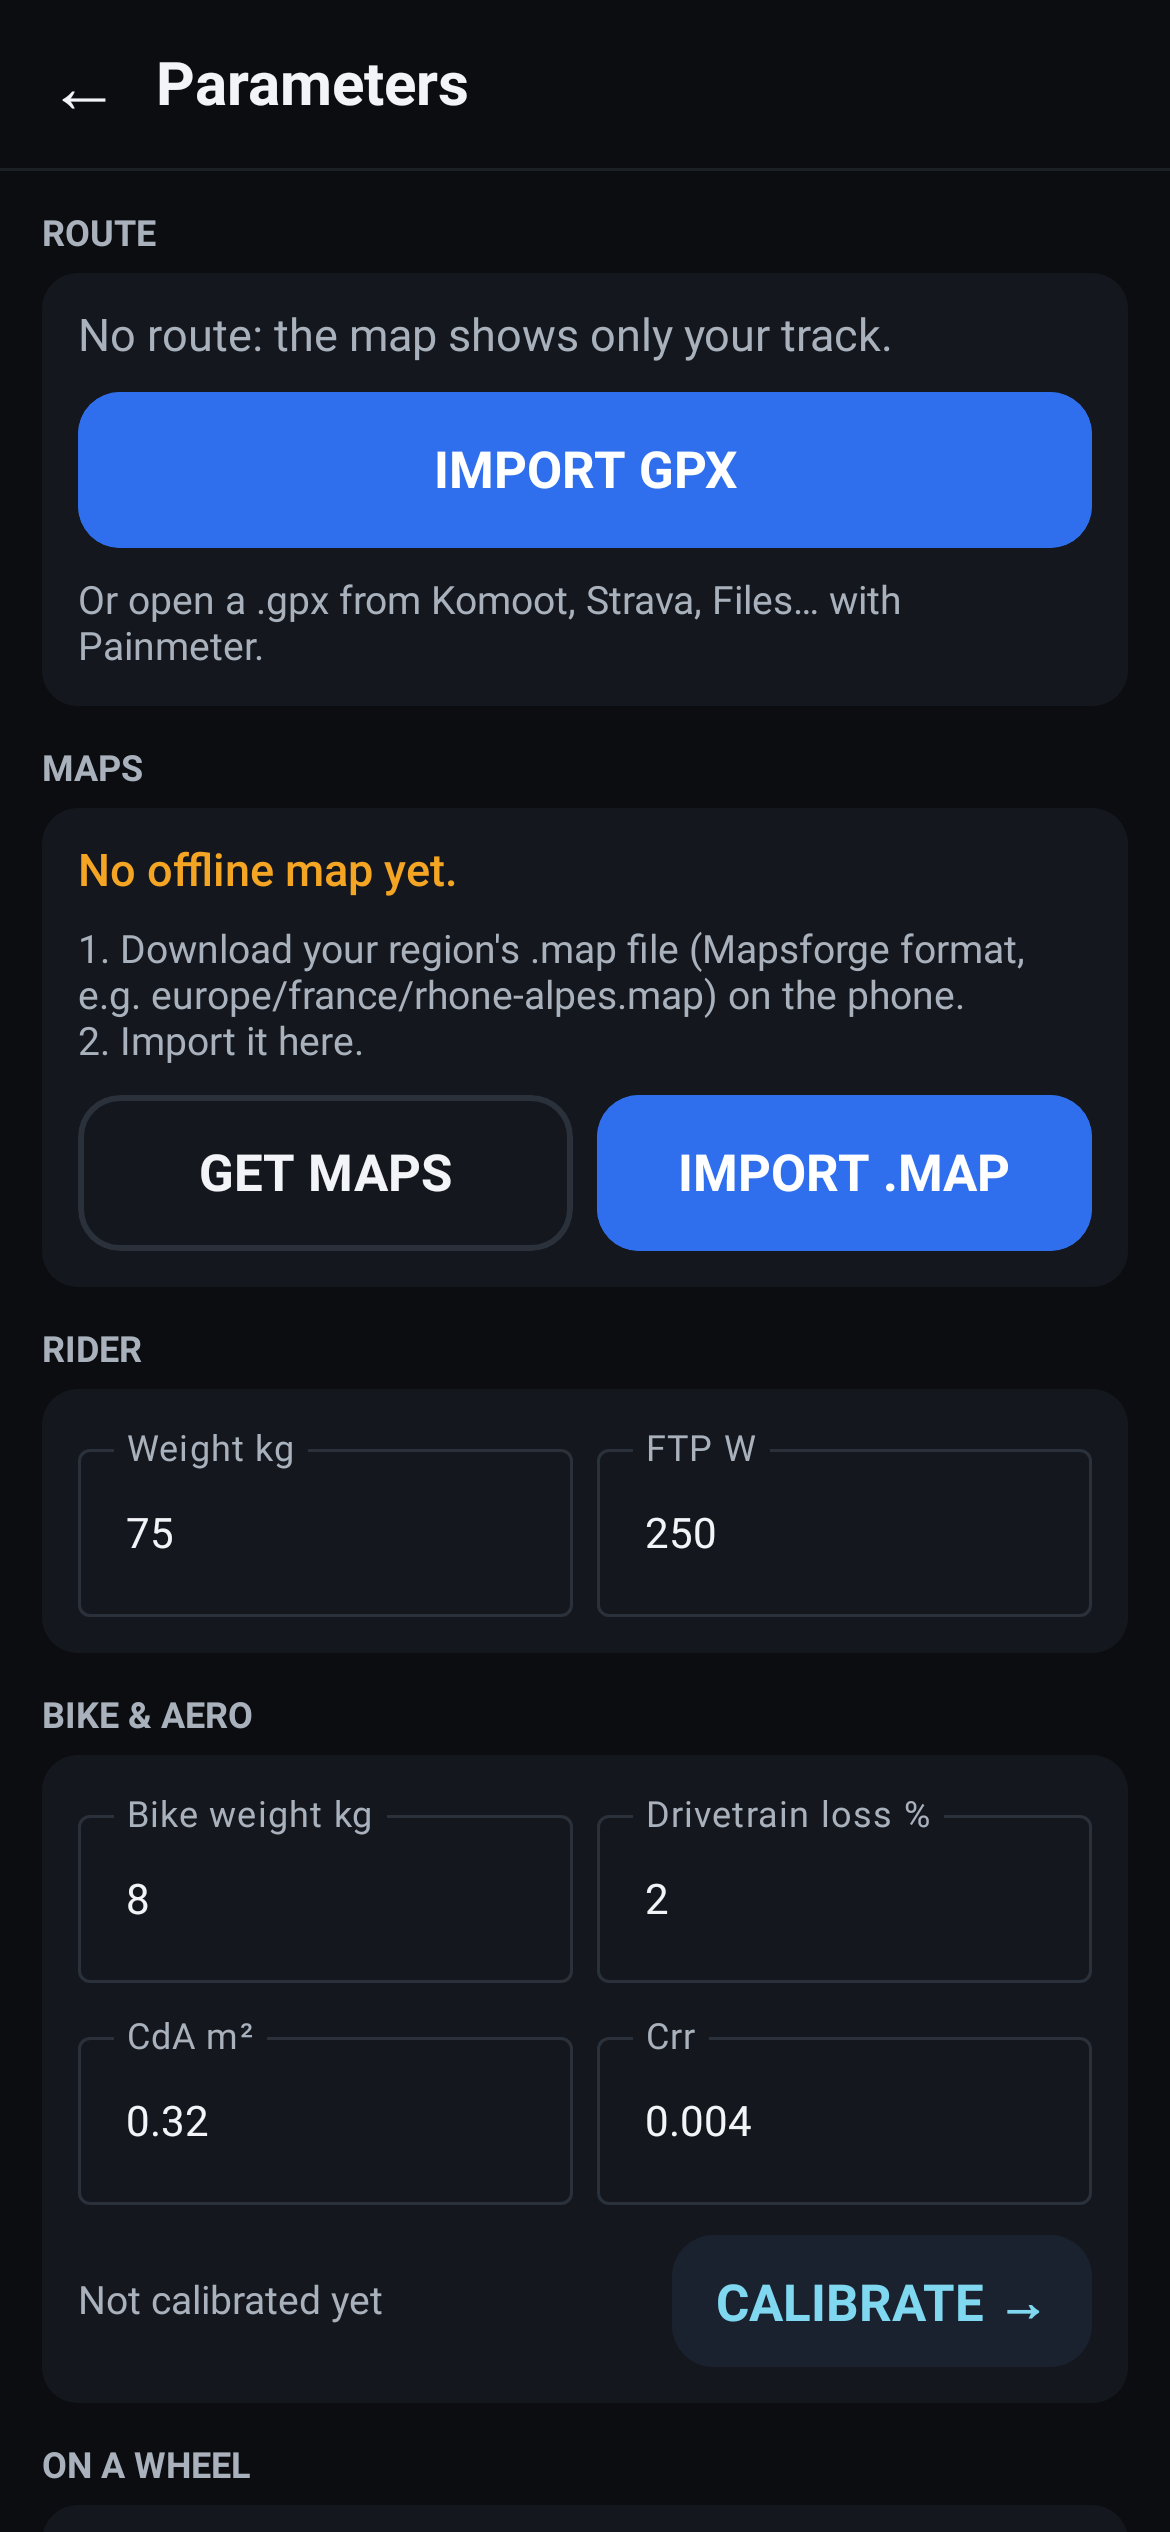 ← Parameters
ROUTE
No route: the map shows only your track.
IMPORT GPX
Or open a .gpx from Komoot, Strava, Files… with
Painmeter.
MAPS
No offline map yet.
1. Download your region's .map file (Mapsforge format,
e.g. europe/france/rhone-alpes.map) on the phone.
2. Import it here.
GET MAPS
IMPORT .MAP
RIDER
Weight kg
75
FTP W
250
BIKE & AERO
Bike weight kg
8
Drivetrain loss %
2
CdA m²
0.32
Crr
0.004
Not calibrated yet
CALIBRATE →
ON A WHEEL